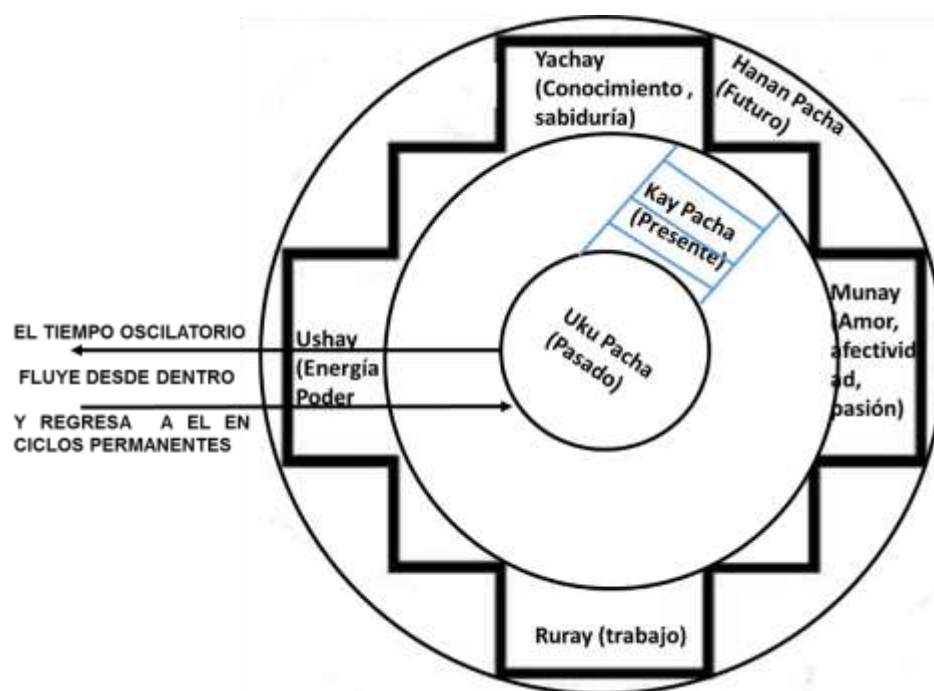 Yachay
(Conocimiento ,
sabiduría)
Hanan Pacha
(Futuro)
Kay Pacha
(Presente)
Uku Pacha
(Pasado)
Munay
(Amor,
afectivid
ad,
pasión)
Ushay
(Energía
Poder
EL TIEMPO OSCILATORIO
FLUYE DESDE DENTRO
Y REGRESA A EL EN
CICLOS PERMANENTES
Ruray (trabajo)